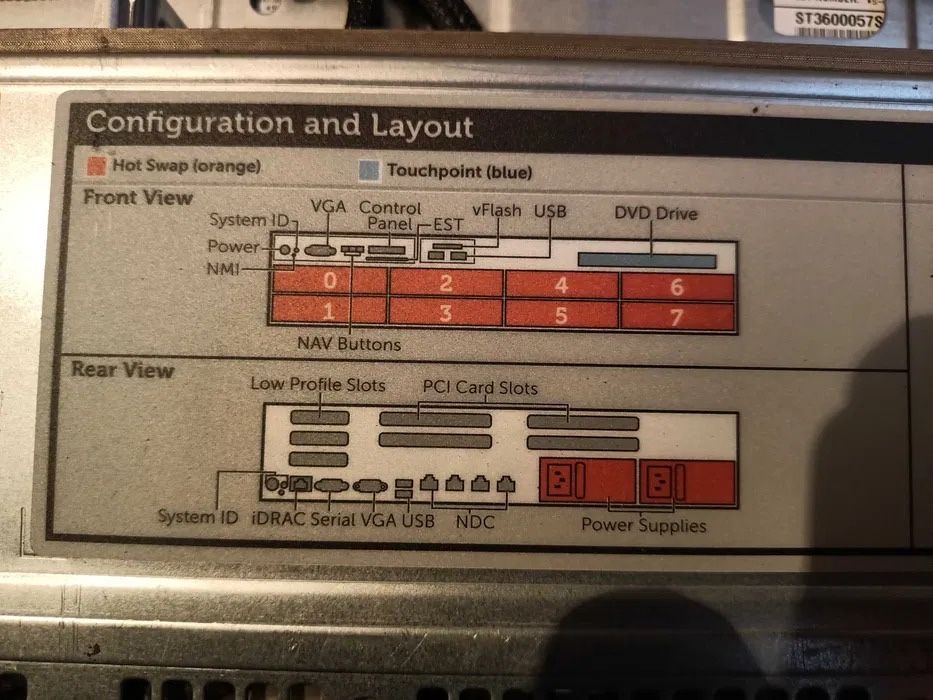 ST3600057S
Configuration and Layout
Hot Swap (orange)
Touchpoint (blue)
Front View
System ID
VGA
Control Panel
EST
vFlash
USB
DVD Drive
Power
NMI
0
2
4
6
1
3
5
7
NAV Buttons
Rear View
Low Profile Slots
PCI Card Slots
System ID
iDRAC
Serial
VGA
USB
NDC
Power Supplies